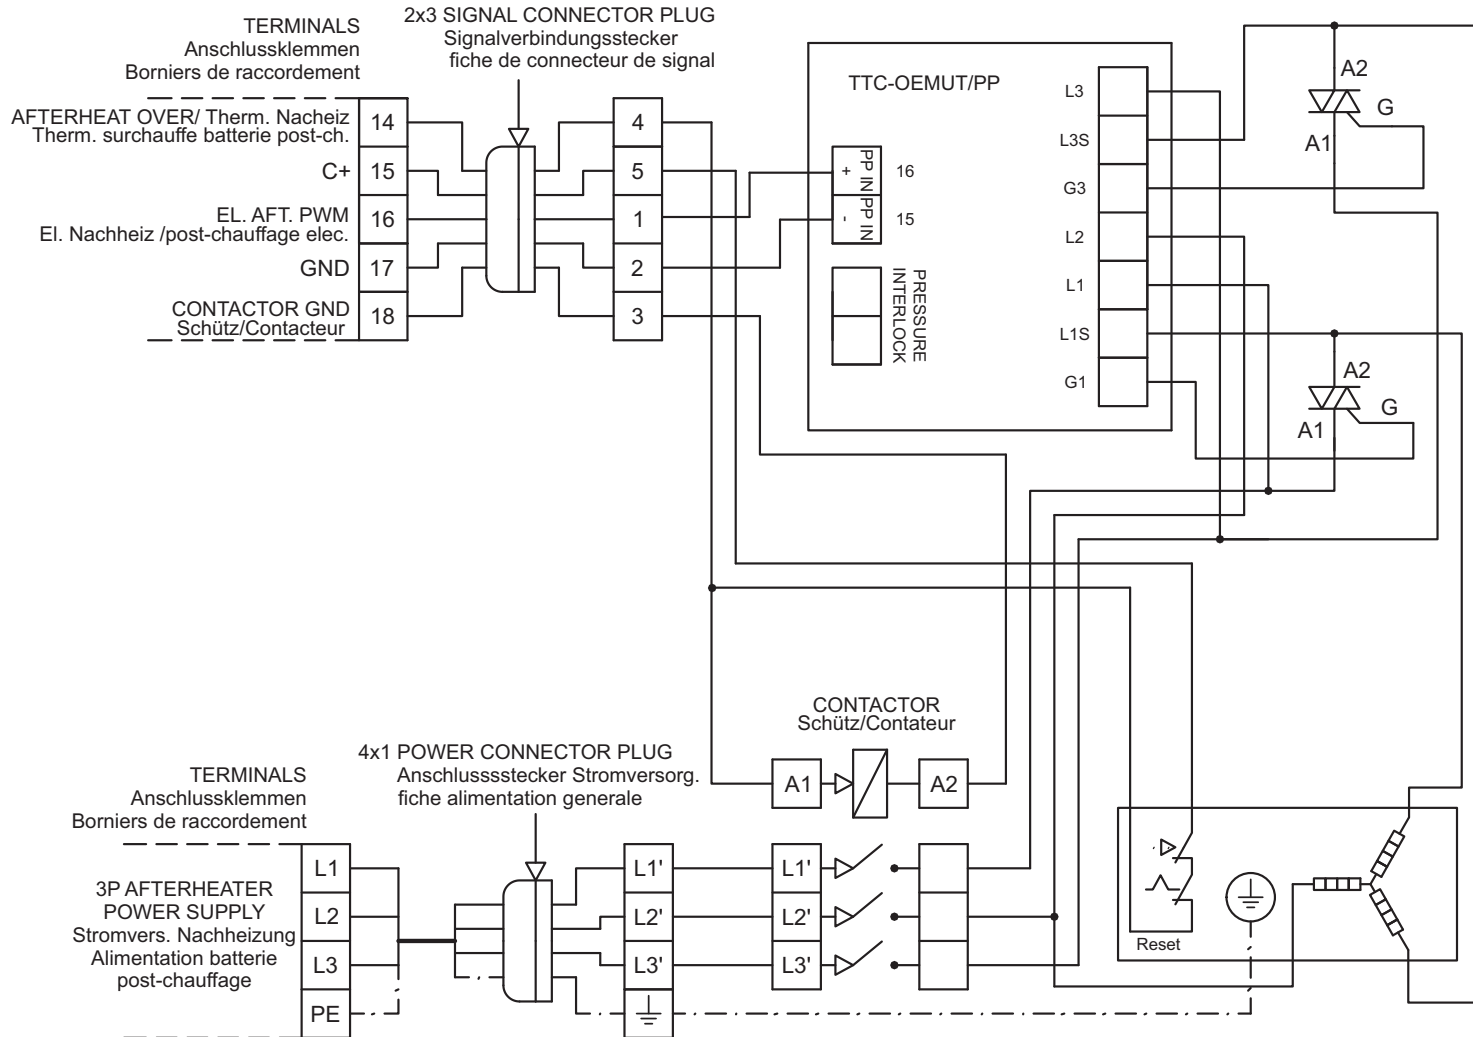 TERMINALS
Anschlussklemmen
Borniers de raccordement
2x3 SIGNAL CONNECTOR PLUG
Signalverbindungsstecker
fiche de connecteur de signal
AFTERHEAT OVER/ Therm. Nacheiz
Therm. surchauffe batterie post-ch.
C+
EL. AFT. PWM
El. Nachheiz /post-chauffage elec.
GND
CONTACTOR GND
Schütz/Contacteur
14
15
16
17
18
4
5
1
2
3
TTC-OEMUT/PP
+ PP IN 16
- PP IN 15
PRESSURE
INTERLOCK
L3
L3S
G3
L2
L1
L1S
G1
A2
G
A1
A2
G
A1
CONTACTOR
Schütz/Contateur
A1
A2
4x1 POWER CONNECTOR PLUG
Anschlusssstecker Stromversorg.
fiche alimentation generale
TERMINALS
Anschlussklemmen
Borniers de raccordement
3P AFTERHEATER
POWER SUPPLY
Stromvers. Nachheizung
Alimentation batterie
post-chauffage
L1
L2
L3
PE
L1'
L2'
L3'
L1'
L2'
L3'
Reset